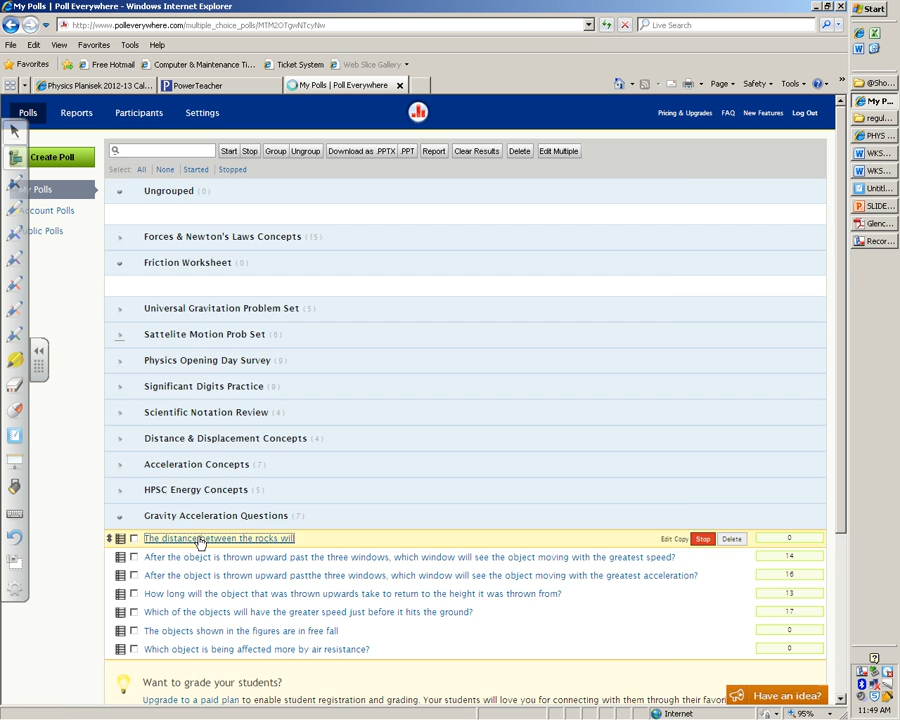 My Polls | Poll Everywhere - Windows Internet Explorer
Start
http://www.polleverywhere.com/multiple_choice_polls/MTM2OTgwNTcyNw
Live Search
File Edit View Favorites Tools Help
Favorites Free Hotmail Computer & Maintenance Ti... Ticket System Web Slice Gallery
Physics Planisek 2012-13 Cal... PowerTeacher My Polls | Poll Everywhere
Page Safety Tools
@Sho...
My P...
regul...
PHYS
WKS...
WKS...
Untitl...
SLIDE...
Glenc...
Recor...
Polls Reports Participants Settings
Pricing & Upgrades FAQ New Features Log Out
Create Poll
My Polls
Account Polls
Public Polls
Start Stop Group Ungroup Download as .PPTX .PPT Report Clear Results Delete Edit Multiple
Select: All None Started Stopped
Ungrouped (0)
Forces & Newton's Laws Concepts (15)
Friction Worksheet (0)
Universal Gravitation Problem Set (5)
Sattelite Motion Prob Set (6)
Physics Opening Day Survey (9)
Significant Digits Practice (9)
Scientific Notation Review (4)
Distance & Displacement Concepts (4)
Acceleration Concepts (7)
HPSC Energy Concepts (5)
Gravity Acceleration Questions (7)
The distance between the rocks will Edit Copy Stop Delete 0
After the objcet is thrown upward past the three windows, which window will see the object moving with the greatest speed? 14
After the object is thrown upward pastthe three windows, which window will see the object moving with the greatest acceleration? 16
How long will the object that was thrown upwards take to return to the height it was thrown from? 13
Which of the objects will have the greater speed just before it hits the ground? 17
The objects shown in the figures are in free fall 0
Which object is being affected more by air resistance? 0
Want to grade your students?
Upgrade to a paid plan to enable student registration and grading. Your students will love you for connecting with them through their favor
Have an idea?
Internet 95%
11:49 AM